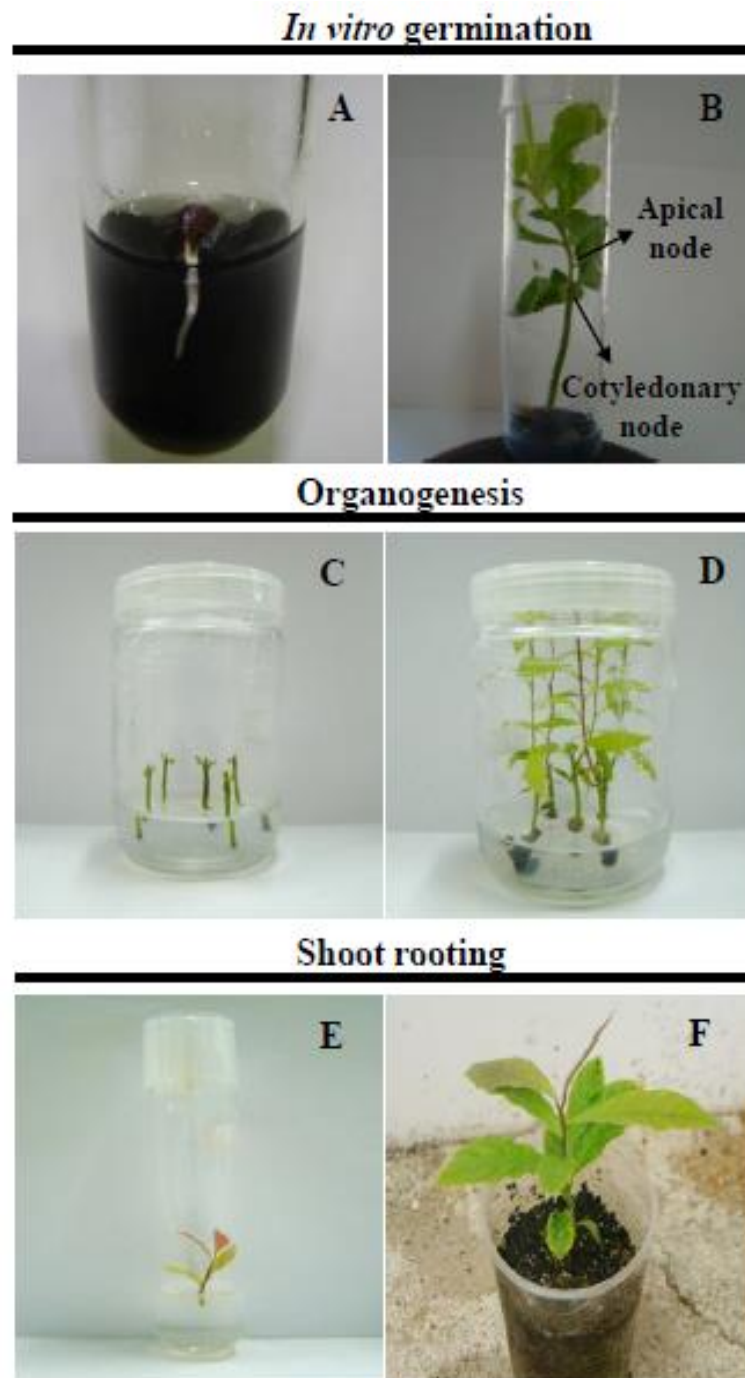 In vitro germination
A
B
Apical
node
Cotyledonary
node
Organogenesis
C
D
Shoot rooting
E
F